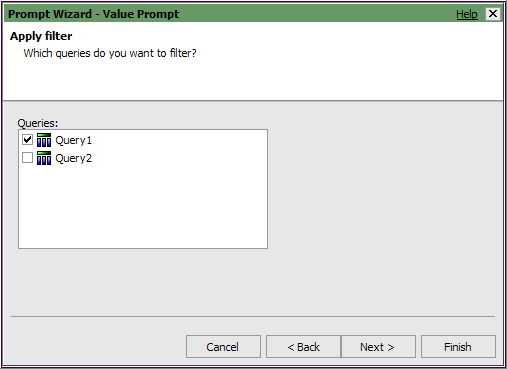 Prompt Wizard - Value Prompt Help
Apply filter
Which queries do you want to filter?
Queries:
Query1
Query2
Cancel < Back Next > Finish